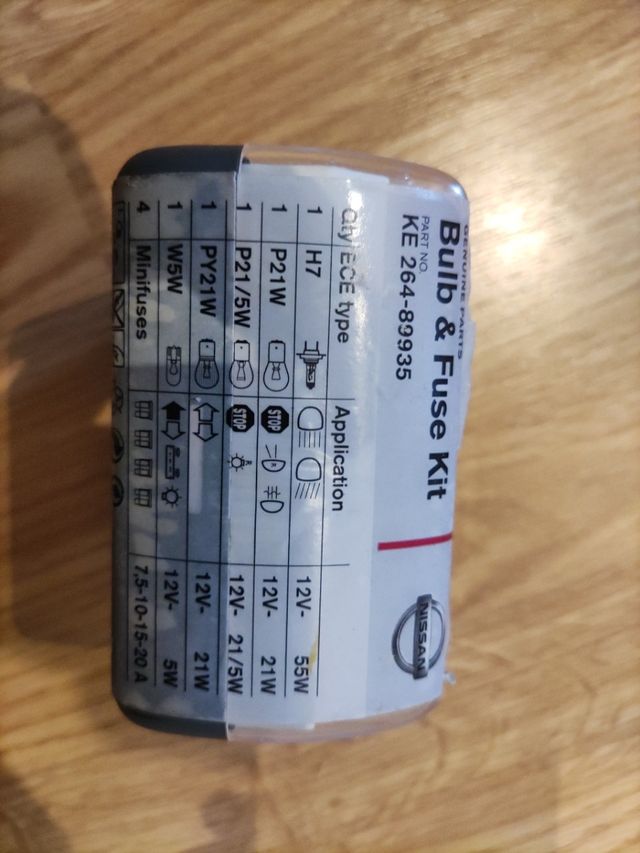 GENUINE PARTS
Bulb & Fuse Kit
PART NO.
KE 264-89935
NISSAN
Qty ECE type Application
1 H7 12V- 55W
1 P21W STOP 12V- 21W
1 P21/5W STOP 12V- 21/5W
1 PY21W 12V- 21W
1 W5W 12V- 5W
4 Minifuses 7,5-10-15-20 A